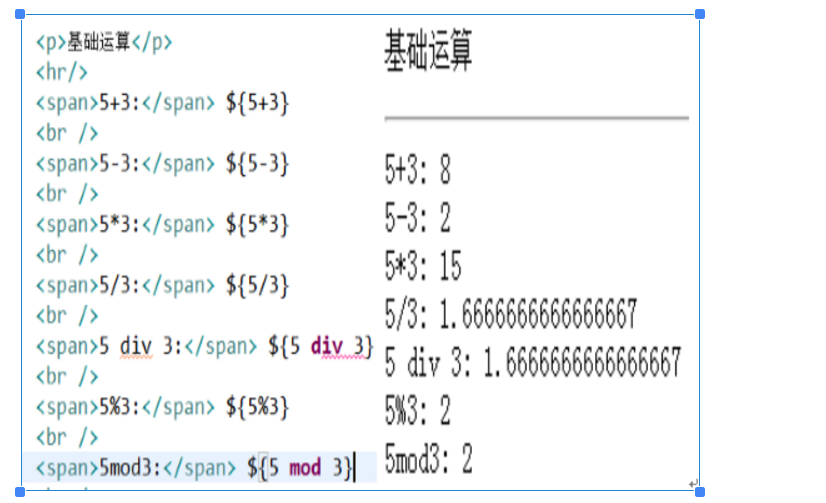 <p>基础运算</p>
<hr/>
<span>5+3:</span> ${5+3}
<br />
<span>5-3:</span> ${5-3}
<br />
<span>5*3:</span> ${5*3}
<br />
<span>5/3:</span> ${5/3}
<br />
<span>5 div 3:</span> ${5 div 3}
<br />
<span>5%3:</span> ${5%3}
<br />
<span>5mod3:</span> ${5 mod 3}
基础运算
5+3: 8
5-3: 2
5*3: 15
5/3: 1.6666666666666667
5 div 3: 1.6666666666666667
5%3: 2
5mod3: 2